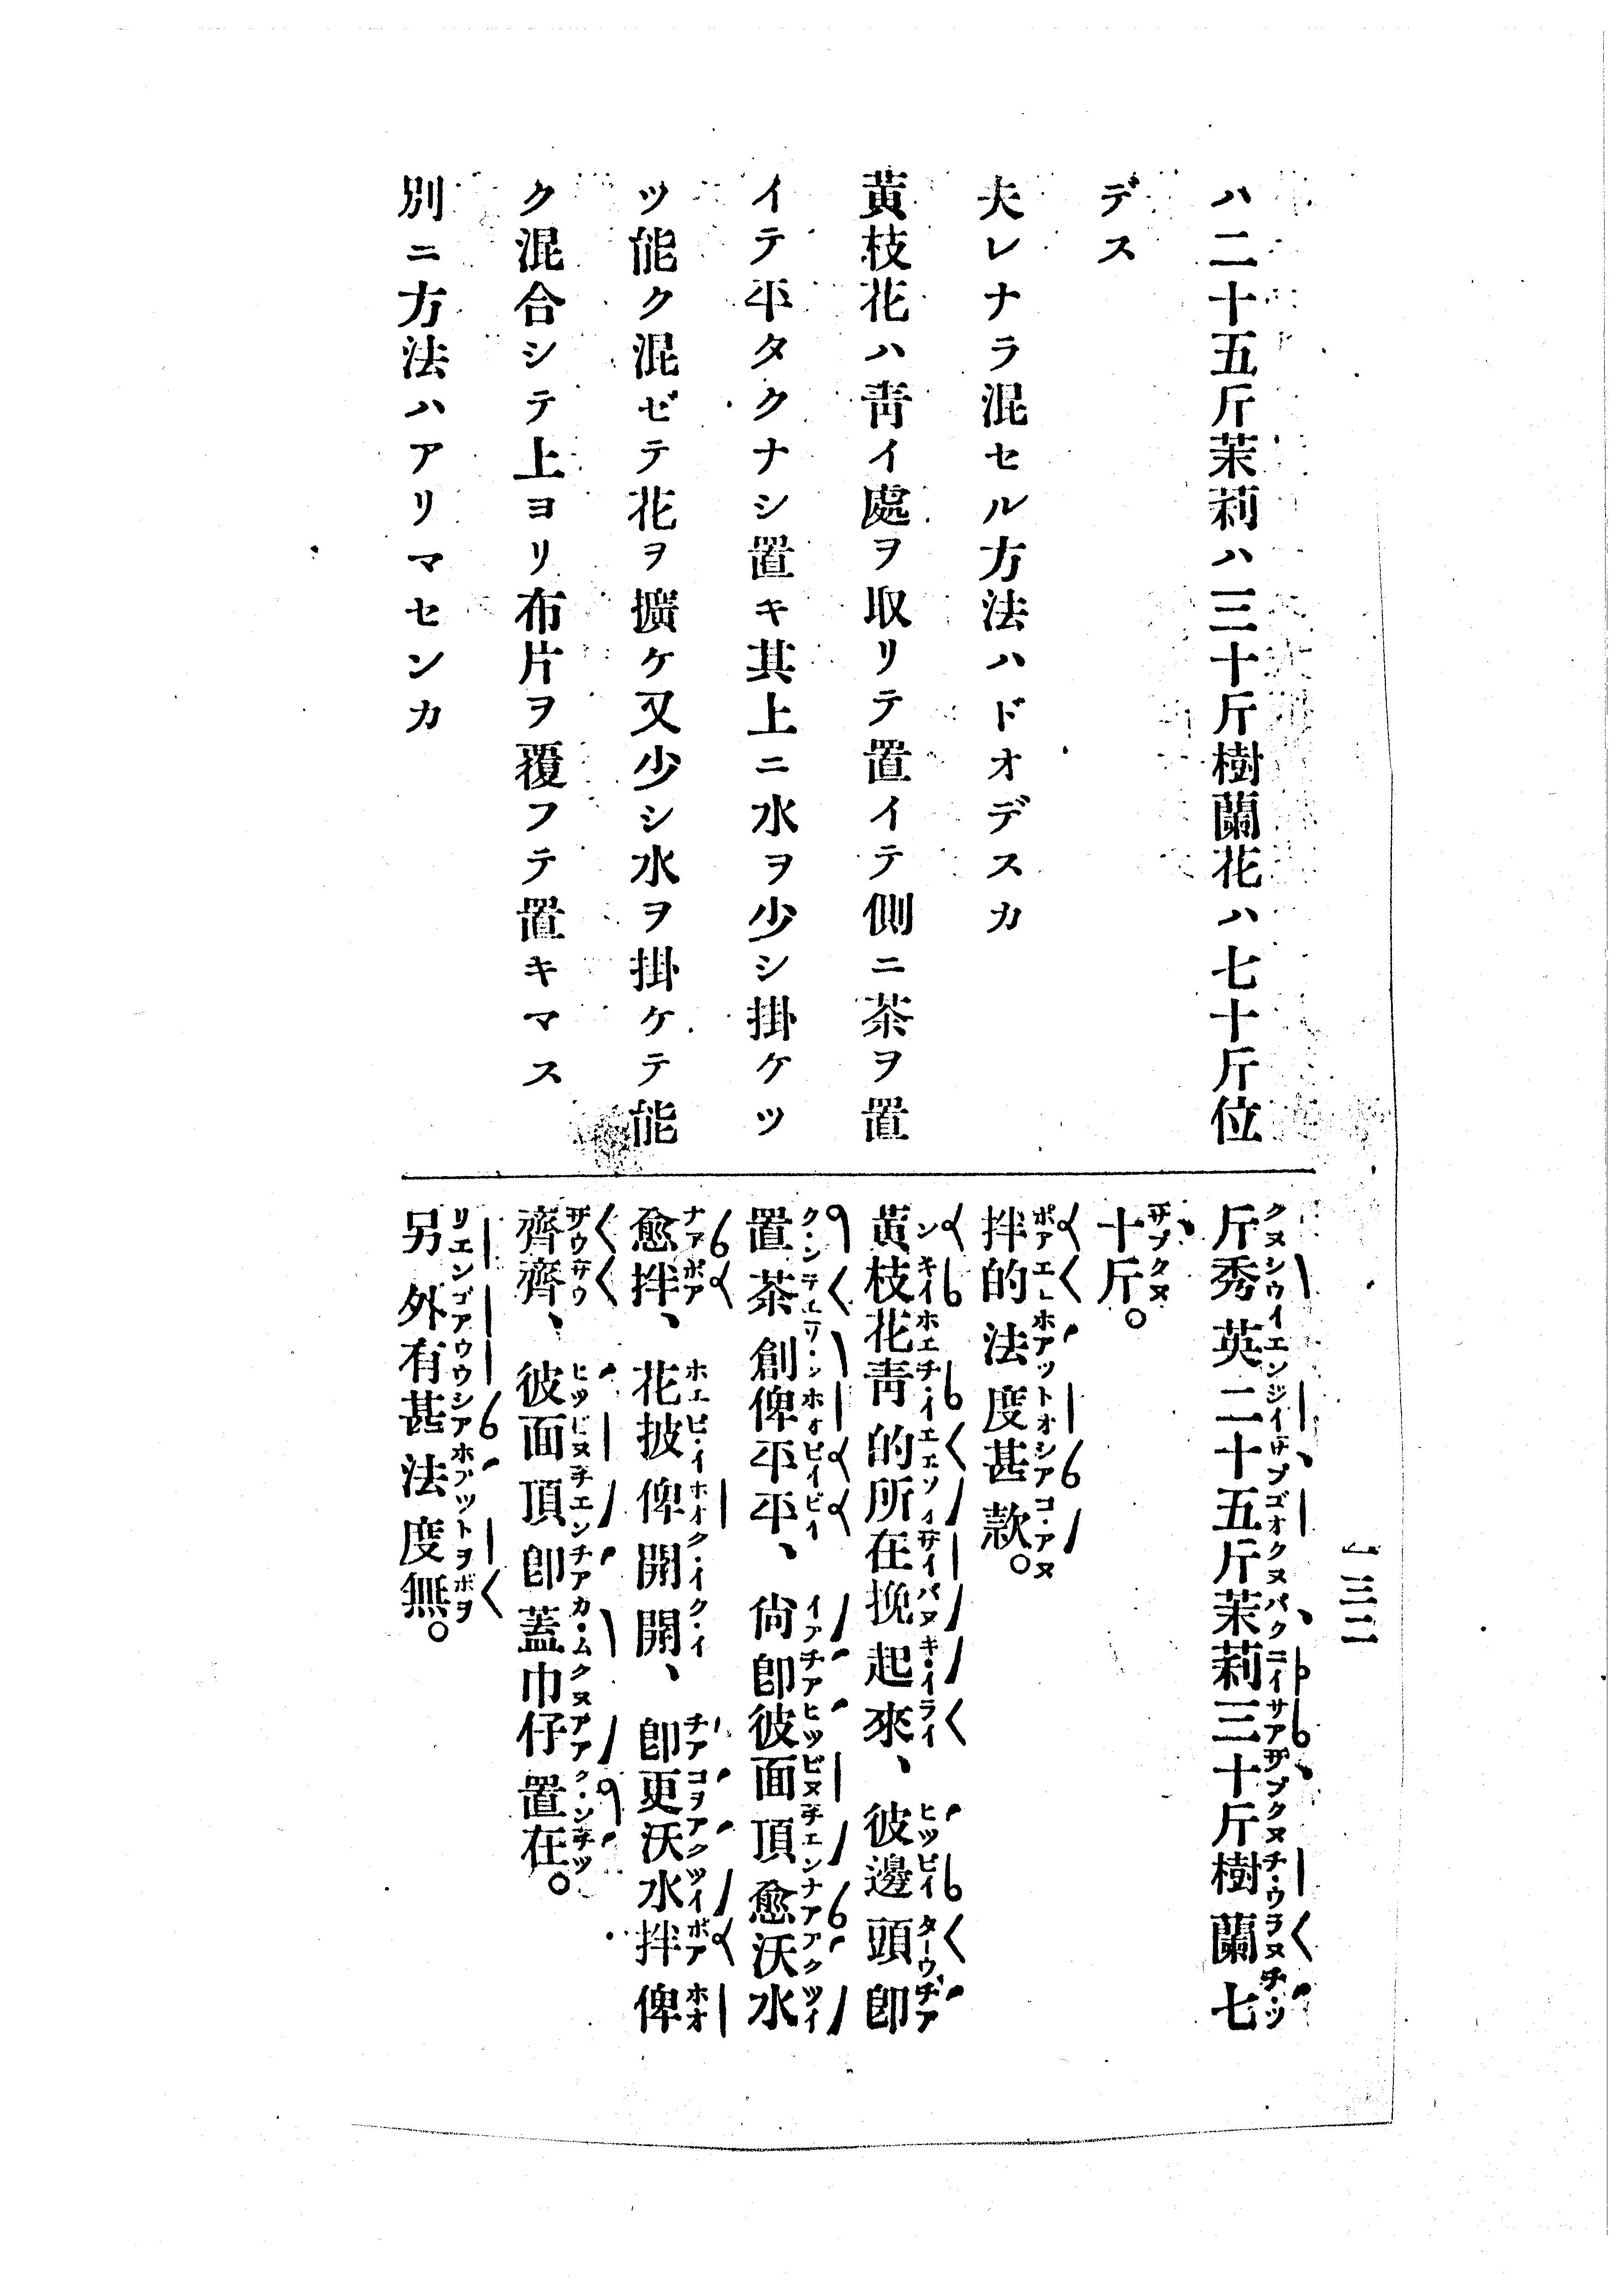 一三二
ハ二十五斤茉莉ハ三十斤樹蘭花ハ七十斤位
デス
夫レナラ混セル方法ハドオデスカ
黃枝花ハ靑イ處ヲ取リテ置イテ側ニ茶ヲ置
イテ平タクナシ置キ其上ニ水ヲ少シ掛ケツ
ツ能ク混ゼテ花ヲ擴ケ又少シ水ヲ掛ケテ能
ク混合シテ上ヨリ布片ヲ覆フテ置キマス
別ニ方法ハアリマセンカ
斤秀英二十五斤茉莉三十斤樹蘭七
十斤。
拌的法度甚款。
黃枝花靑的所在挽起來、彼邊頭卽
置茶創俾平平、尙卽彼面頂愈沃水
愈拌、花披俾開開、卽更沃水拌俾
齊齊、彼面頂卽蓋巾仔置在。
另外有甚法度無。